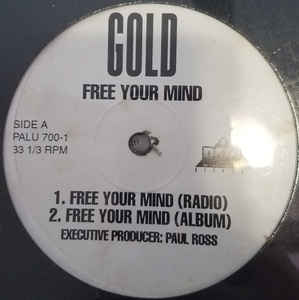 GOLD
FREE YOUR MIND
SIDE A
PALU 700-1
33 1/3 RPM
1. FREE YOUR MIND (RADIO)
2. FREE YOUR MIND (ALBUM)
EXECUTIVE PRODUCER: PAUL ROSS